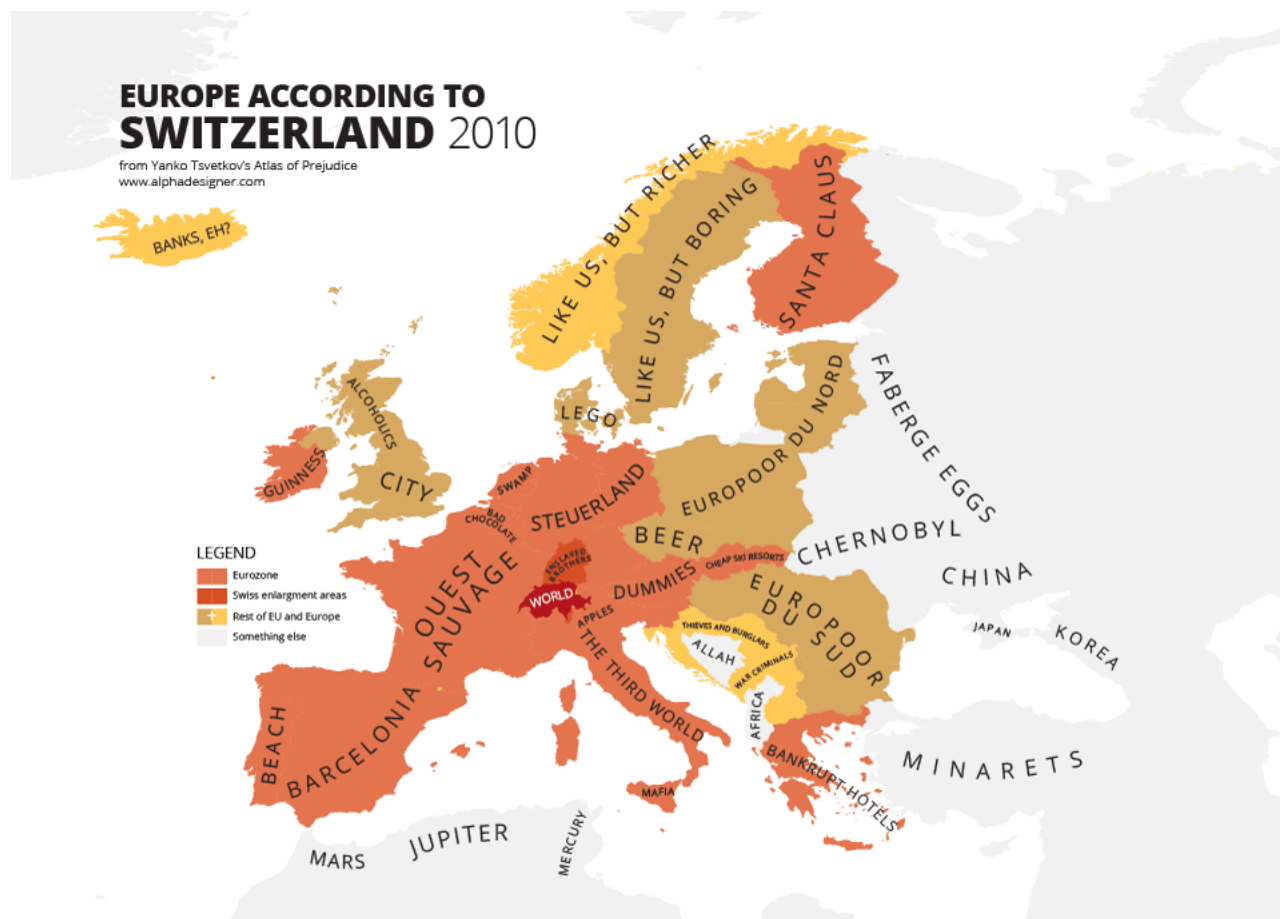 EUROPE ACCORDING TO
SWITZERLAND 2010
from Yanko Tsvetkov's Atlas of Prejudice
www.alphadesigner.com
BANKS, EH?
LIKE US, BUT RICHER
LIKE US, BUT BORING
SANTA CLAUS
ALCOHOLICS
CITY
GUINNESS
LEGO
EUROPOOR DU NORD
FABERGE EGGS
SWAMP
BAD
CHOCOLATE
STEUERLAND
BEER
CHERNOBYL
CHINA
JAPAN
KOREA
LEGEND
Eurozone
Swiss enlargment areas
+ Rest of EU and Europe
Something else
OUEST
SAUVAGE
ENSLAVED
BROTHERS
WORLD
DUMMIES
CHEAP SKI RESORTS
APPLES
EUROPOOR
DU SUD
THIEVES AND BURGLARS
ALLAH
WAR CRIMINALS
AFRICA
THE THIRD WORLD
BEACH
BARCELONIA
MAFIA
BANKRUPT HOTELS
MINARETS
MARS
JUPITER
MERCURY